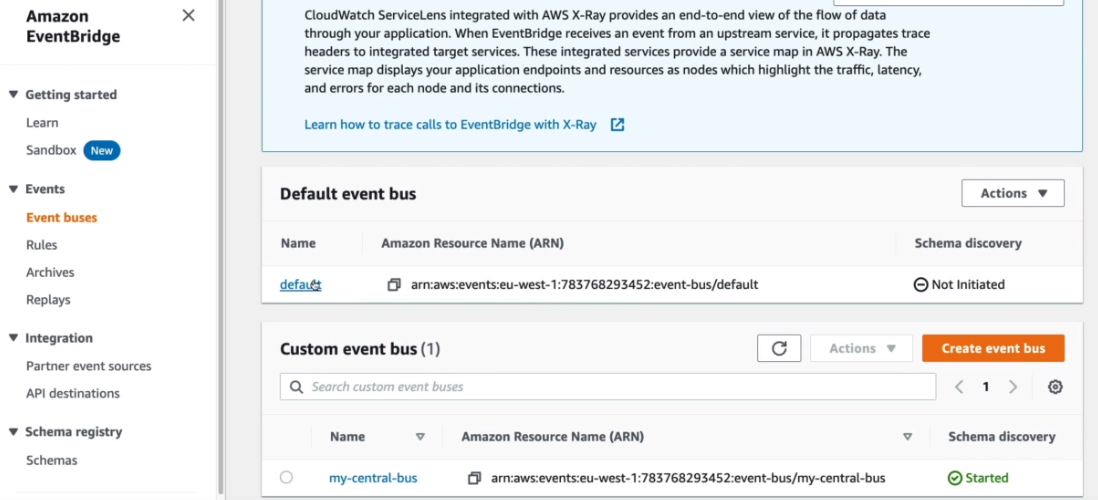 Amazon
EventBridge
Getting started
Learn
Sandbox New
Events
Event buses
Rules
Archives
Replays
Integration
Partner event sources
API destinations
Schema registry
Schemas
CloudWatch ServiceLens integrated with AWS X-Ray provides an end-to-end view of the flow of data
through your application. When EventBridge receives an event from an upstream service, it propagates trace
headers to integrated target services. These integrated services provide a service map in AWS X-Ray. The
service map displays your application endpoints and resources as nodes which highlight the traffic, latency,
and errors for each node and its connections.
Learn how to trace calls to EventBridge with X-Ray
Default event bus Actions
Name Amazon Resource Name (ARN) Schema discovery
default arn:aws:events:eu-west-1:783768293452:event-bus/default Not Initiated
Custom event bus (1) Actions Create event bus
Search custom event buses 1
Name Amazon Resource Name (ARN) Schema discovery
my-central-bus arn:aws:events:eu-west-1:783768293452:event-bus/my-central-bus Started